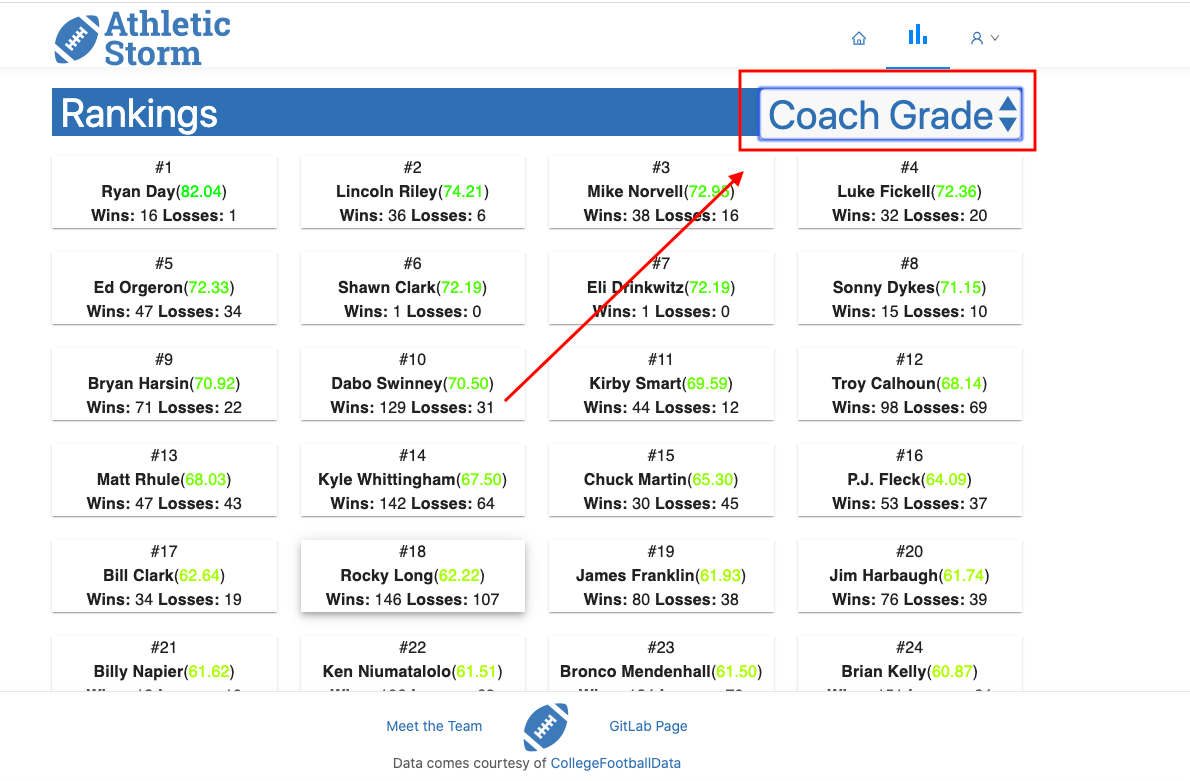 Athletic
Storm
Rankings
Coach Grade
#1
Ryan Day(82.04)
Wins: 16 Losses: 1
#2
Lincoln Riley(74.21)
Wins: 36 Losses: 6
#3
Mike Norvell(72.95)
Wins: 38 Losses: 16
#4
Luke Fickell(72.36)
Wins: 32 Losses: 20
#5
Ed Orgeron(72.33)
Wins: 47 Losses: 34
#6
Shawn Clark(72.19)
Wins: 1 Losses: 0
#7
Eli Drinkwitz(72.19)
Wins: 1 Losses: 0
#8
Sonny Dykes(71.15)
Wins: 15 Losses: 10
#9
Bryan Harsin(70.92)
Wins: 71 Losses: 22
#10
Dabo Swinney(70.50)
Wins: 129 Losses: 31
#11
Kirby Smart(69.59)
Wins: 44 Losses: 12
#12
Troy Calhoun(68.14)
Wins: 98 Losses: 69
#13
Matt Rhule(68.03)
Wins: 47 Losses: 43
#14
Kyle Whittingham(67.50)
Wins: 142 Losses: 64
#15
Chuck Martin(65.30)
Wins: 30 Losses: 45
#16
P.J. Fleck(64.09)
Wins: 53 Losses: 37
#17
Bill Clark(62.64)
Wins: 34 Losses: 19
#18
Rocky Long(62.22)
Wins: 146 Losses: 107
#19
James Franklin(61.93)
Wins: 80 Losses: 38
#20
Jim Harbaugh(61.74)
Wins: 76 Losses: 39
#21
Billy Napier(61.62)
#22
Ken Niumatalolo(61.51)
#23
Bronco Mendenhall(61.50)
#24
Brian Kelly(60.87)
Meet the Team
GitLab Page
Data comes courtesy of CollegeFootballData